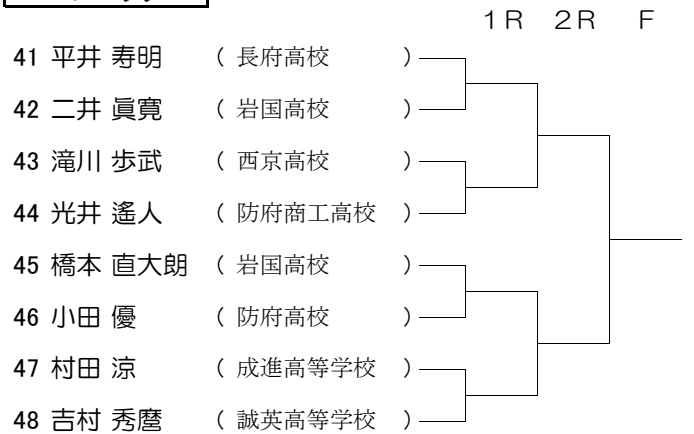 1R 2R F
41 平井 寿明 ( 長府高校 )
42 二井 眞寛 ( 岩国高校 )
43 滝川 歩武 ( 西京高校 )
44 光井 遙人 ( 防府商工高校 )
45 橋本 直大朗 ( 岩国高校 )
46 小田 優 ( 防府高校 )
47 村田 涼 ( 成進高等学校 )
48 吉村 秀麿 ( 誠英高等学校 )